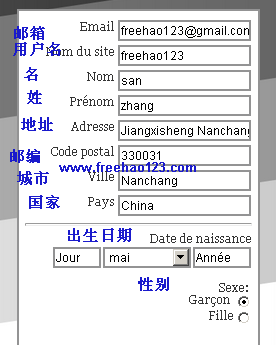 邮箱 Email freehao123@gmail.con
用户名 Nom du site freehao123
名 Nom san
姓 Prénom zhang
地址 Adresse Jiangxisheng Nanchang
邮编 Code postal 330031
www.freehao123.com
城市 Ville Nanchang
国家 Pays China
出生日期 Date de naissance
Jour mai Année
性别 Sexe:
Garçon
Fille